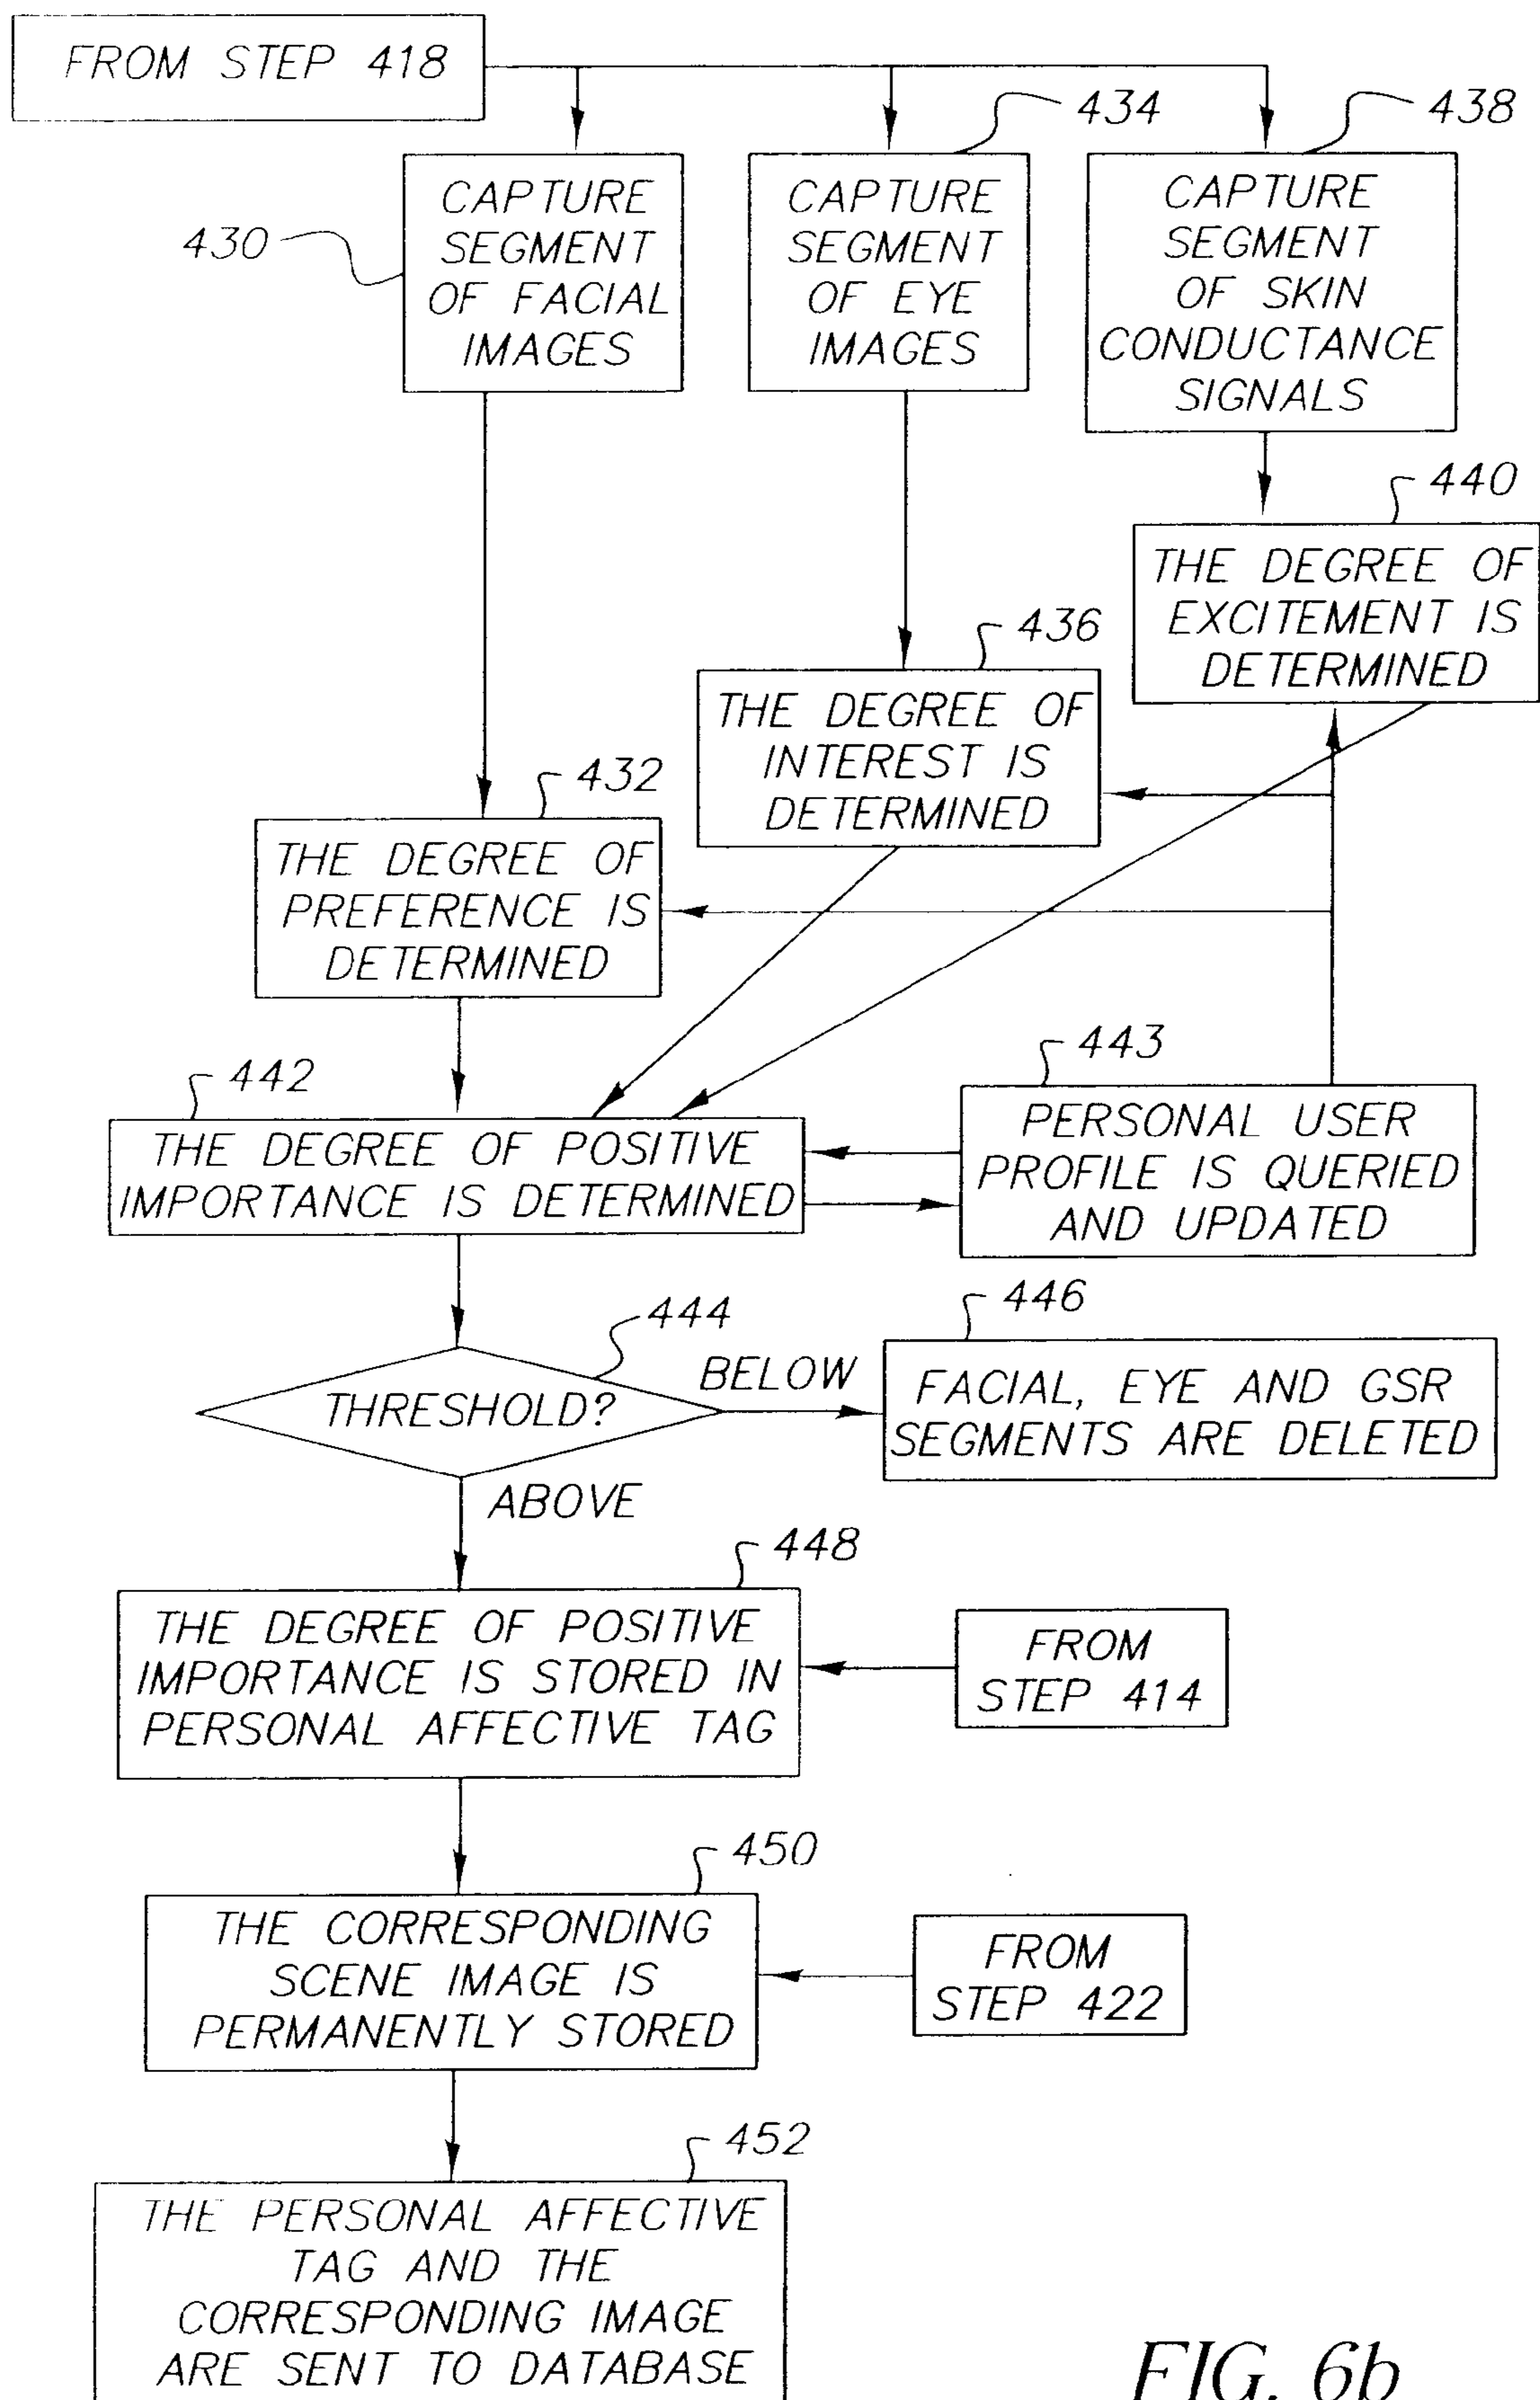 FROM STEP 418
434
438
430
CAPTURE
SEGMENT
OF FACIAL
IMAGES
CAPTURE
SEGMENT
OF EYE
IMAGES
CAPTURE
SEGMENT
OF SKIN
CONDUCTANCE
SIGNALS
440
THE DEGREE OF
EXCITEMENT IS
DETERMINED
436
THE DEGREE OF
INTEREST IS
DETERMINED
432
THE DEGREE OF
PREFERENCE IS
DETERMINED
442
THE DEGREE OF POSITIVE
IMPORTANCE IS DETERMINED
443
PERSONAL USER
PROFILE IS QUERIED
AND UPDATED
444
THRESHOLD?
BELOW
446
FACIAL, EYE AND GSR
SEGMENTS ARE DELETED
ABOVE
448
THE DEGREE OF POSITIVE
IMPORTANCE IS STORED IN
PERSONAL AFFECTIVE TAG
FROM
STEP 414
450
THE CORRESPONDING
SCENE IMAGE IS
PERMANENTLY STORED
FROM
STEP 422
452
THE PERSONAL AFFECTIVE
TAG AND THE
CORRESPONDING IMAGE
ARE SENT TO DATABASE
FIG. 6b